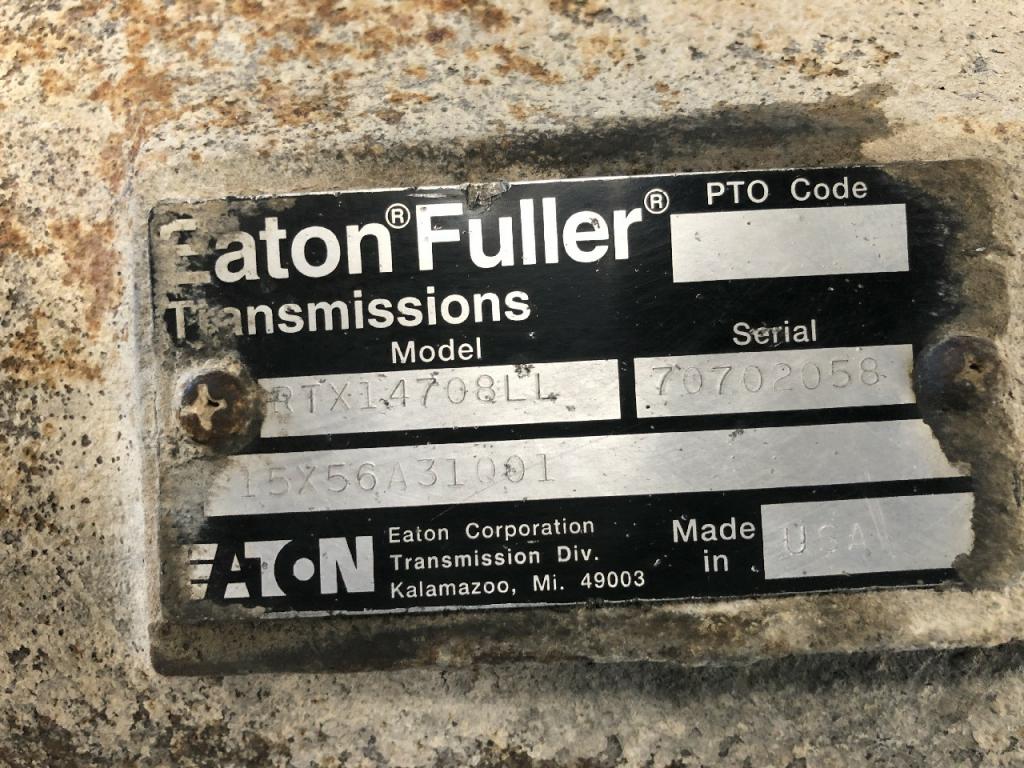 Eaton® Fuller®
Transmissions
PTO Code
Model
Serial
RTX14708LL
70702058
15X56A31001
EATON
Eaton Corporation
Transmission Div.
Kalamazoo, Mi. 49003
Made
in
USA